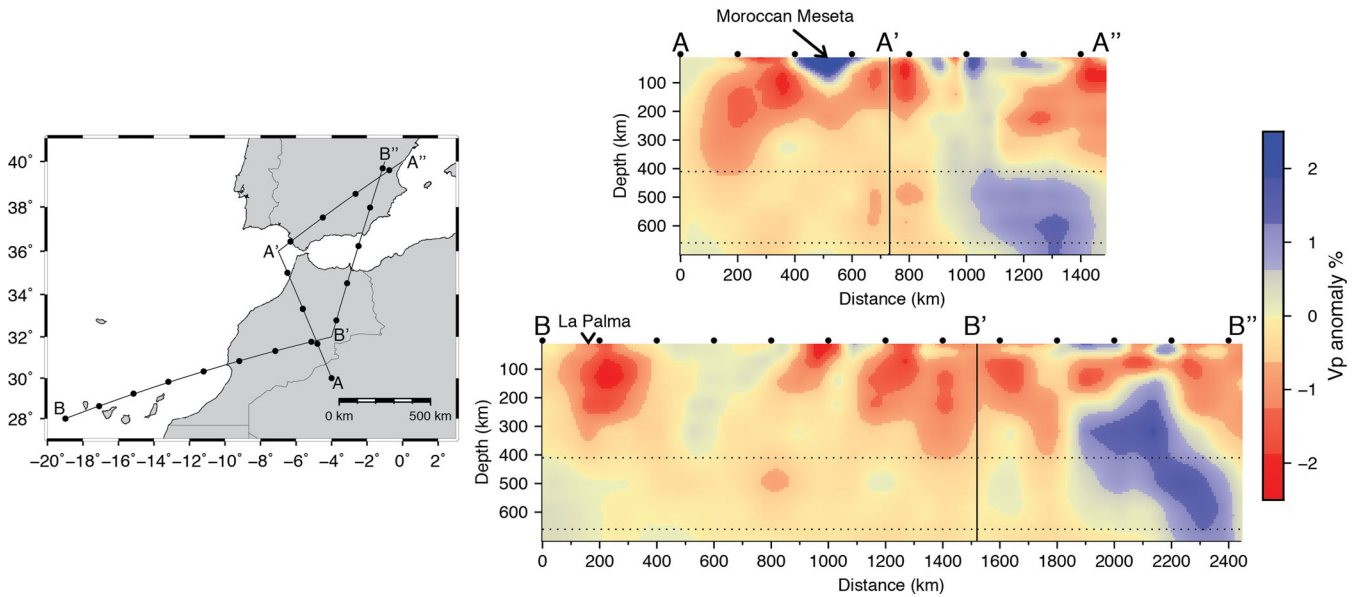 Moroccan Meseta
A A’ A”
100
200
300
400
500
600
Depth (km)
0 200 400 600 800 1000 1200 1400
Distance (km)
40°
38°
36°
34°
32°
30°
28°
B”
A”
A’
B’
A
B
0 km 500 km
−20° −18° −16° −14° −12° −10° −8° −6° −4° −2° 0° 2°
B La Palma B’ B”
100
200
300
400
500
600
Depth (km)
0 200 400 600 800 1000 1200 1400 1600 1800 2000 2200 2400
Distance (km)
2
1
0
−1
−2
Vp anomaly %